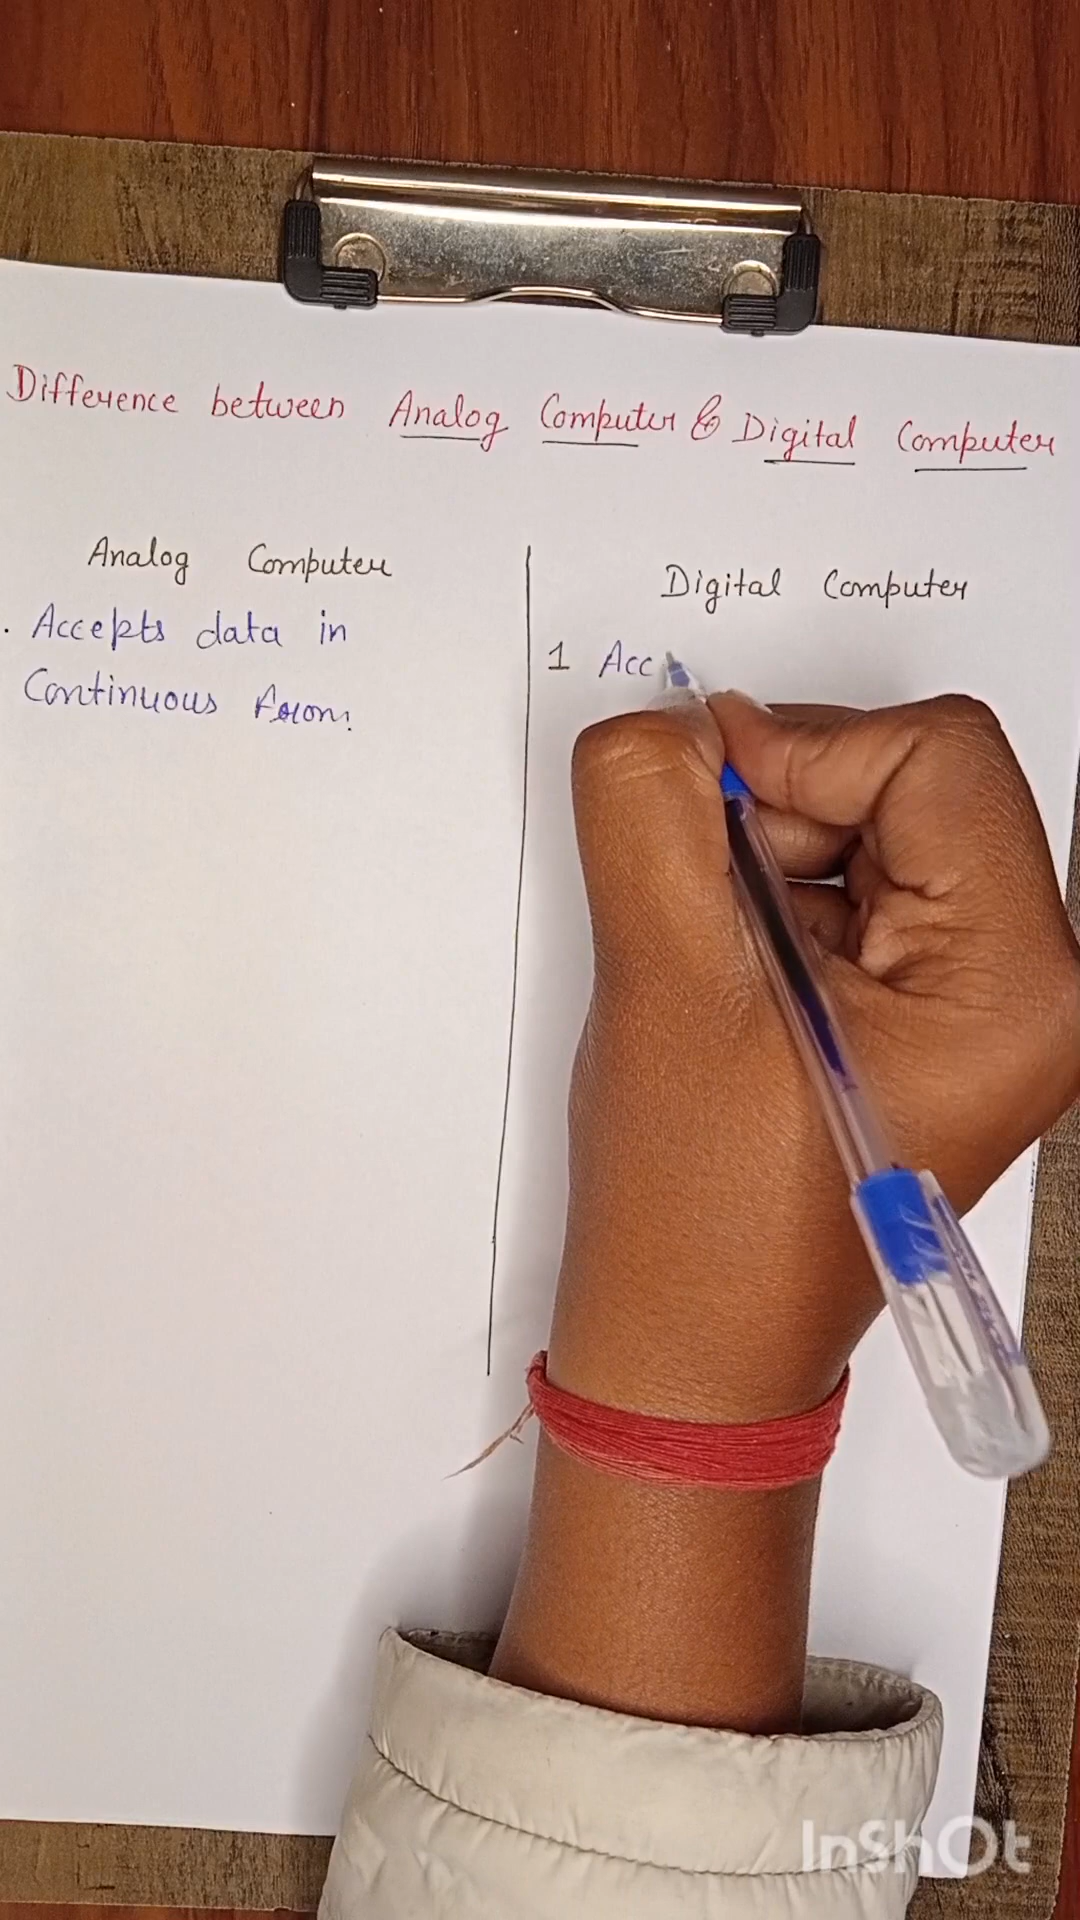 Difference between Analog Computer & Digital Computer
Analog Computer
Digital Computer
. Accepts data in
Continuous form.
1 Acc
InShOt